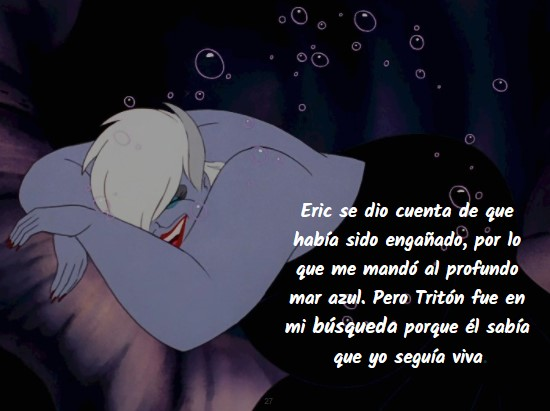 Eric se dio cuenta de que
había sido engañado, por lo
que me mandó al profundo
mar azul. Pero Tritón fue en
mi búsqueda porque él sabía
que yo seguía viva
27